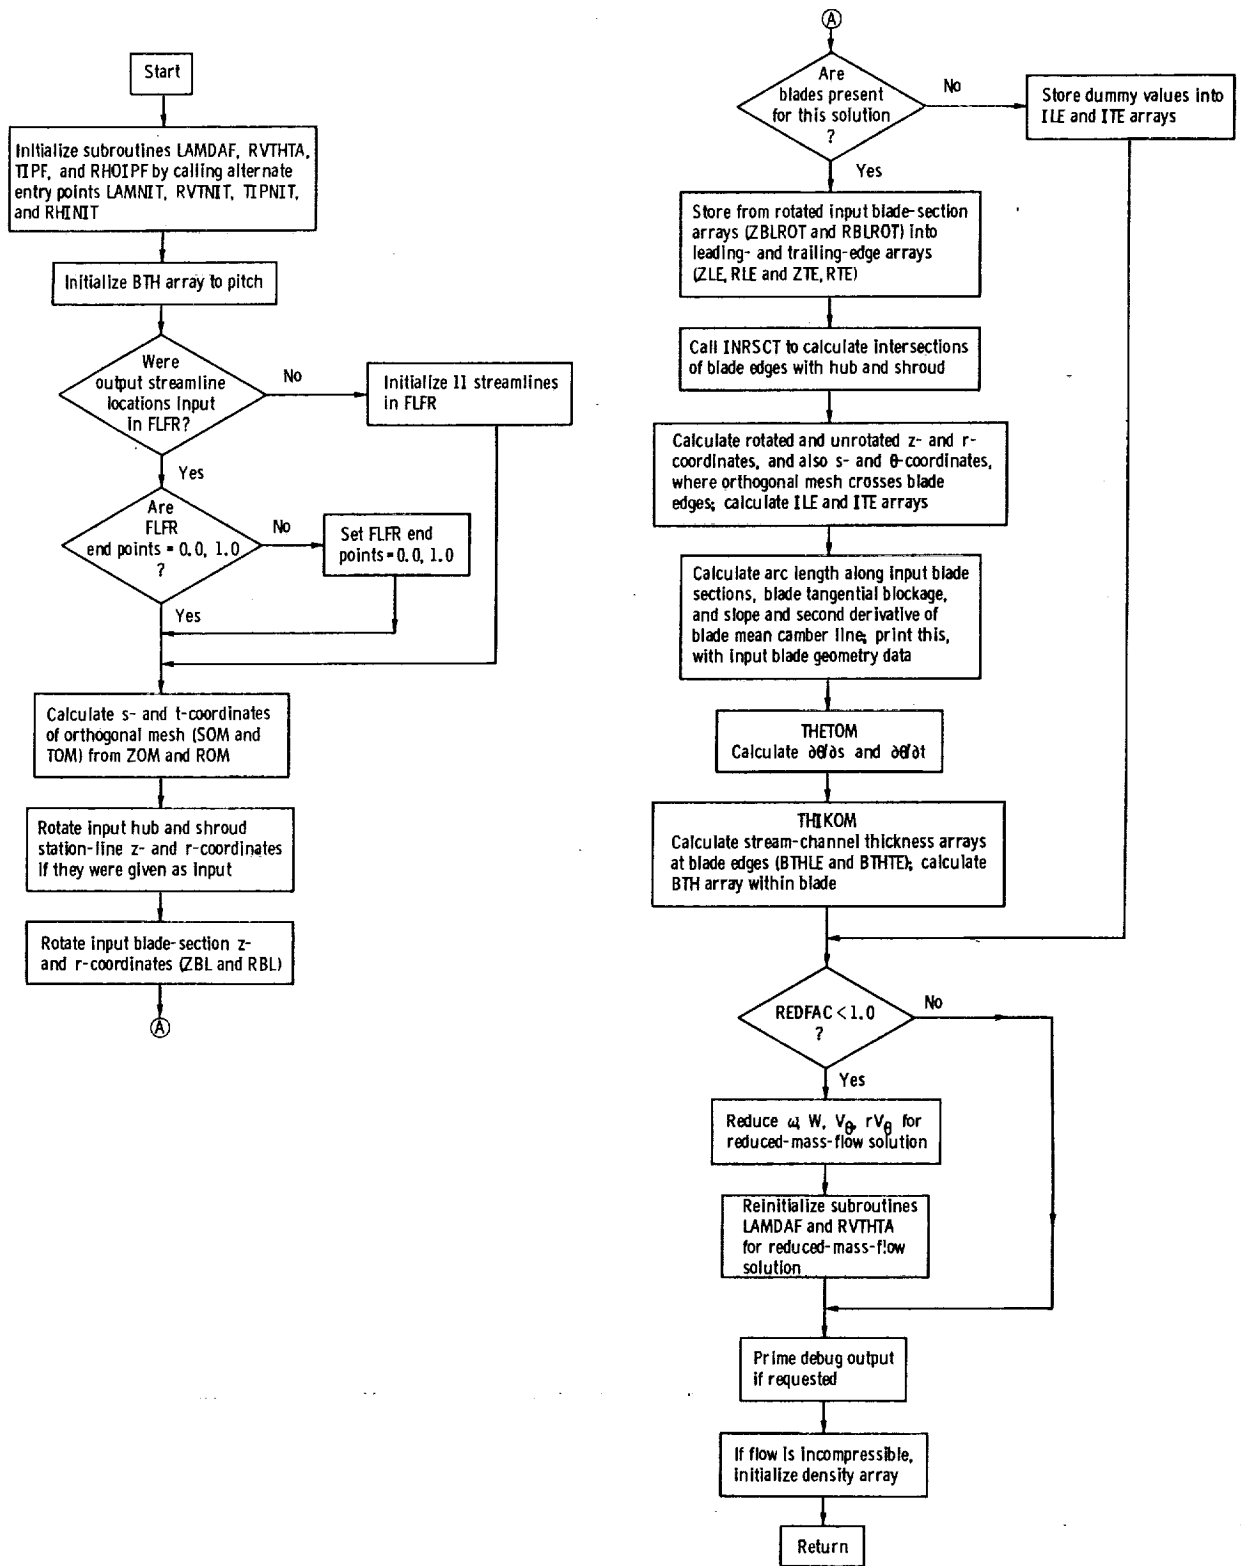 Start
Initialize subroutines LAMDAF, RVTHTA,
TIPF, and RHOIPF by calling alternate
entry points LAMNIT, RVTNIT, TIPNIT,
and RHINIT
Initialize BTH array to pitch
Were
output streamline
locations input
in FLFR?
No
Initialize 11 streamlines
in FLFR
Yes
Are
FLFR
end points = 0.0, 1.0
?
No
Set FLFR end
points = 0.0, 1.0
Yes
Calculate s- and t-coordinates
of orthogonal mesh (SOM and
TOM) from ZOM and ROM
Rotate input hub and shroud
station-line z- and r-coordinates
if they were given as input
Rotate input blade-section z-
and r-coordinates (ZBL and RBL)
A
A
Are
blades present
for this solution
?
No
Store dummy values into
ILE and ITE arrays
Yes
Store from rotated input blade-section
arrays (ZBLROT and RBLROT) into
leading- and trailing-edge arrays
(ZLE, RLE and ZTE, RTE)
Call INRSCT to calculate intersections
of blade edges with hub and shroud
Calculate rotated and unrotated z- and r-
coordinates, and also s- and θ-coordinates,
where orthogonal mesh crosses blade
edges; calculate ILE and ITE arrays
Calculate arc length along input blade
sections, blade tangential blockage,
and slope and second derivative of
blade mean camber line; print this,
with input blade geometry data
THETOM
Calculate ∂θ/∂s and ∂θ/∂t
THIKOM
Calculate stream-channel thickness arrays
at blade edges (BTHLE and BTHTE); calculate
BTH array within blade
REDFAC < 1.0
?
No
Yes
Reduce ω, W, Vθ, rVθ for
reduced-mass-flow solution
Reinitialize subroutines
LAMDAF and RVTHTA
for reduced-mass-flow
solution
Prime debug output
if requested
If flow is incompressible,
initialize density array
Return